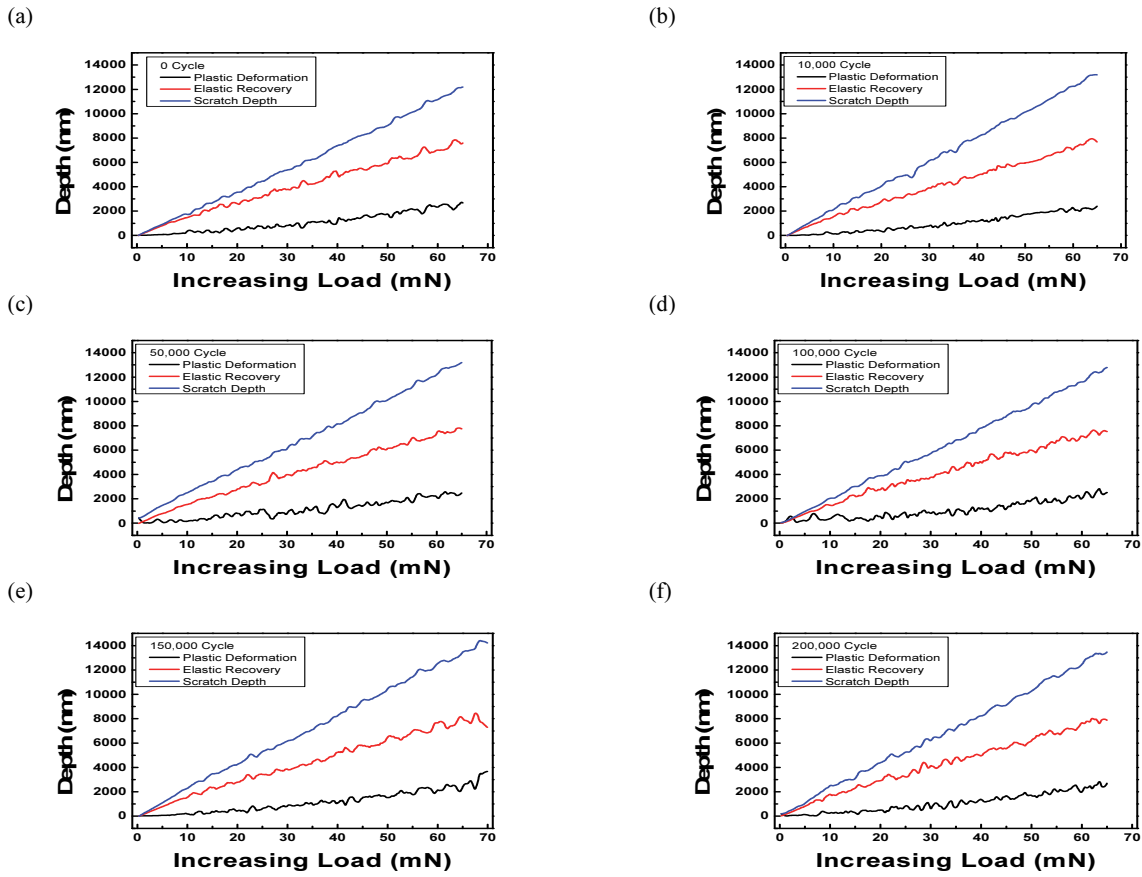 (a)
(b)
14000
12000
10000
8000
6000
4000
2000
0
Depth (nm)
0 Cycle
Plastic Deformation
Elastic Recovery
Scratch Depth
0 10 20 30 40 50 60 70
Increasing Load (mN)
14000
12000
10000
8000
6000
4000
2000
0
Depth (nm)
10,000 Cycle
Plastic Deformation
Elastic Recovery
Scratch Depth
0 10 20 30 40 50 60 70
Increasing Load (mN)
(c)
(d)
14000
12000
10000
8000
6000
4000
2000
0
Depth (nm)
50,000 Cycle
Plastic Deformation
Elastic Recovery
Scratch Depth
0 10 20 30 40 50 60 70
Increasing Load (mN)
14000
12000
10000
8000
6000
4000
2000
0
Depth (nm)
100,000 Cycle
Plastic Deformation
Elastic Recovery
Scratch Depth
0 10 20 30 40 50 60 70
Increasing Load (mN)
(e)
(f)
14000
12000
10000
8000
6000
4000
2000
0
Depth (nm)
150,000 Cycle
Plastic Deformation
Elastic Recovery
Scratch Depth
0 10 20 30 40 50 60 70
Increasing Load (mN)
14000
12000
10000
8000
6000
4000
2000
0
Depth (nm)
200,000 Cycle
Plastic Deformation
Elastic Recovery
Scratch Depth
0 10 20 30 40 50 60 70
Increasing Load (mN)